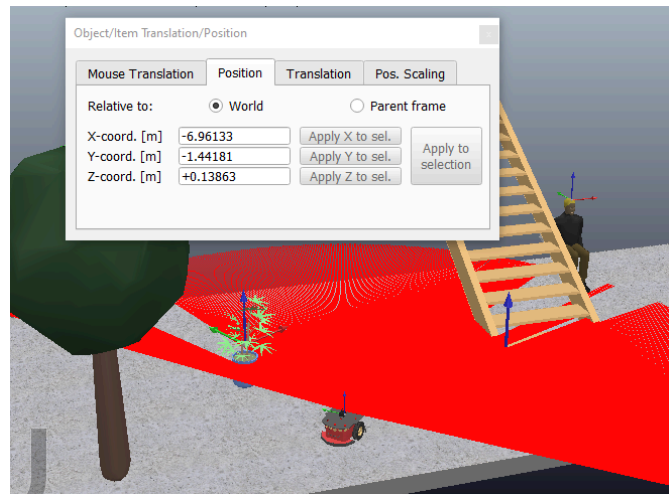 Object/Item Translation/Position
Mouse Translation Position Translation Pos. Scaling
Relative to: World Parent frame
X-coord. [m] -6.96133 Apply X to sel.
Y-coord. [m] -1.44181 Apply Y to sel.
Z-coord. [m] +0.13863 Apply Z to sel.
Apply to
selection